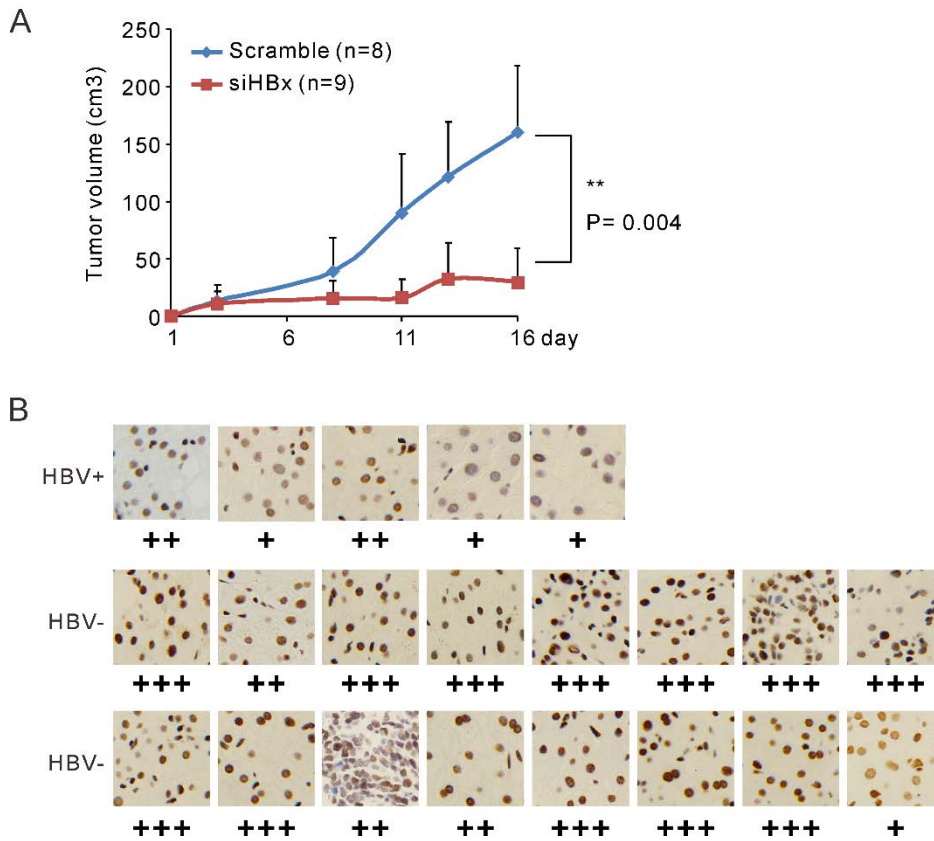 A
250
200
150
100
50
0
Tumor volume (cm3)
Scramble (n=8)
siHBx (n=9)
**
P= 0.004
1 6 11 16 day
B
HBV+
++ + ++ + +
HBV-
+++ ++ +++ +++ +++ +++ +++ +++
HBV-
+++ +++ ++ ++ +++ +++ +++ +